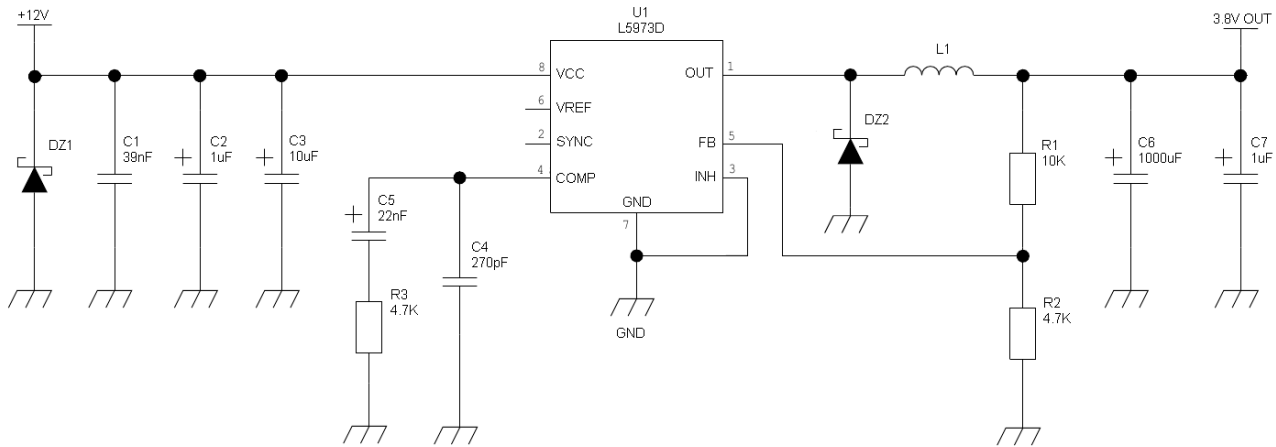 +12V
U1
L5973D
3.8V OUT
8 VCC
OUT 1
L1
6 VREF
DZ1
C1
39nF
C2
1uF
C3
10uF
2 SYNC
FB 5
DZ2
R1
10K
C6
1000uF
C7
1uF
4 COMP
INH 3
GND
7
C5
22nF
C4
270pF
R3
4.7K
R2
4.7K
GND